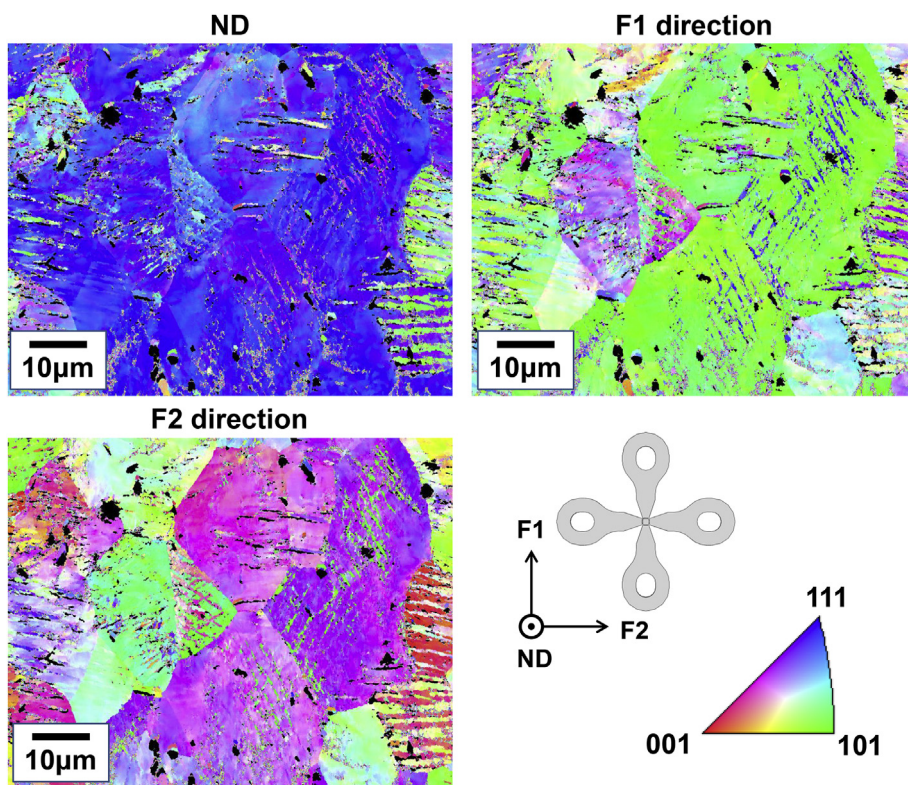 ND
F1 direction
10μm
10μm
F2 direction
10μm
F1
F2
ND
111
001
101